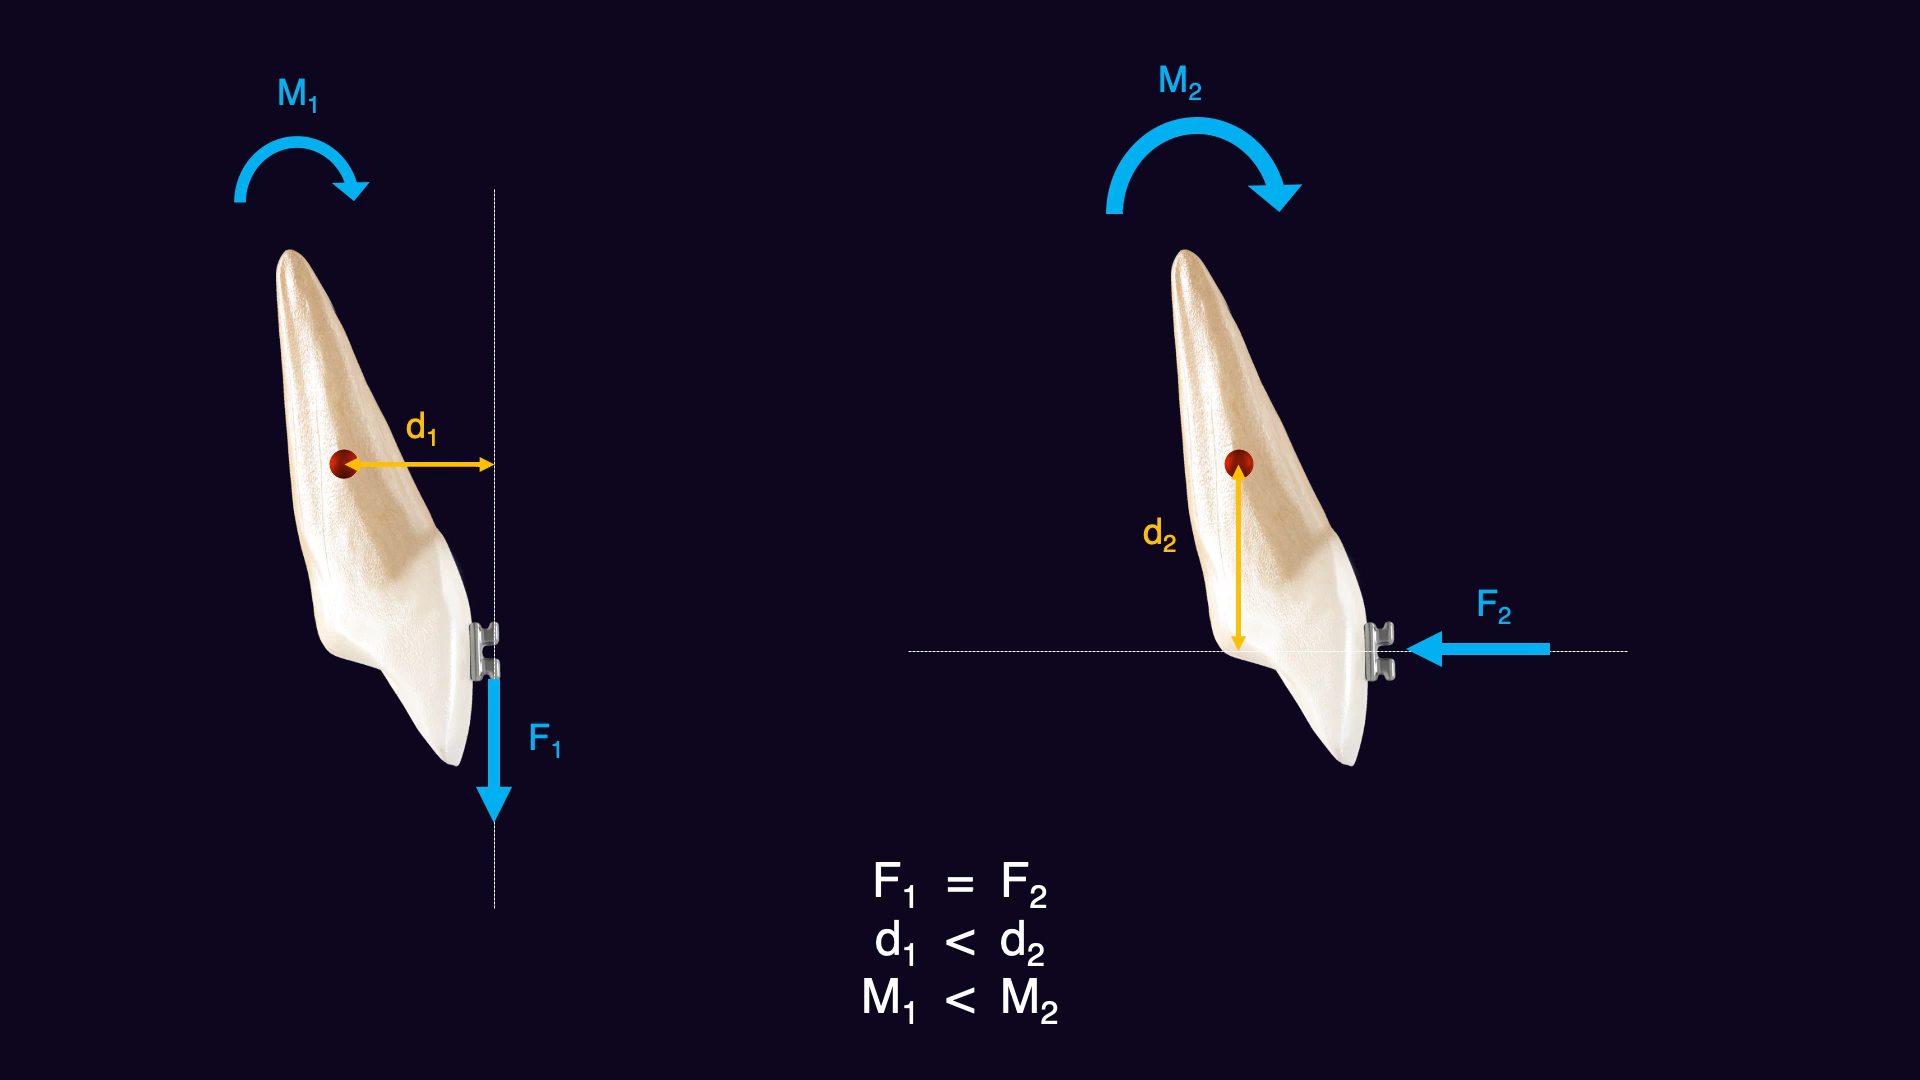 M₁
M₂
d₁
d₂
F₂
F₁
F₁ = F₂
d₁ < d₂
M₁ < M₂